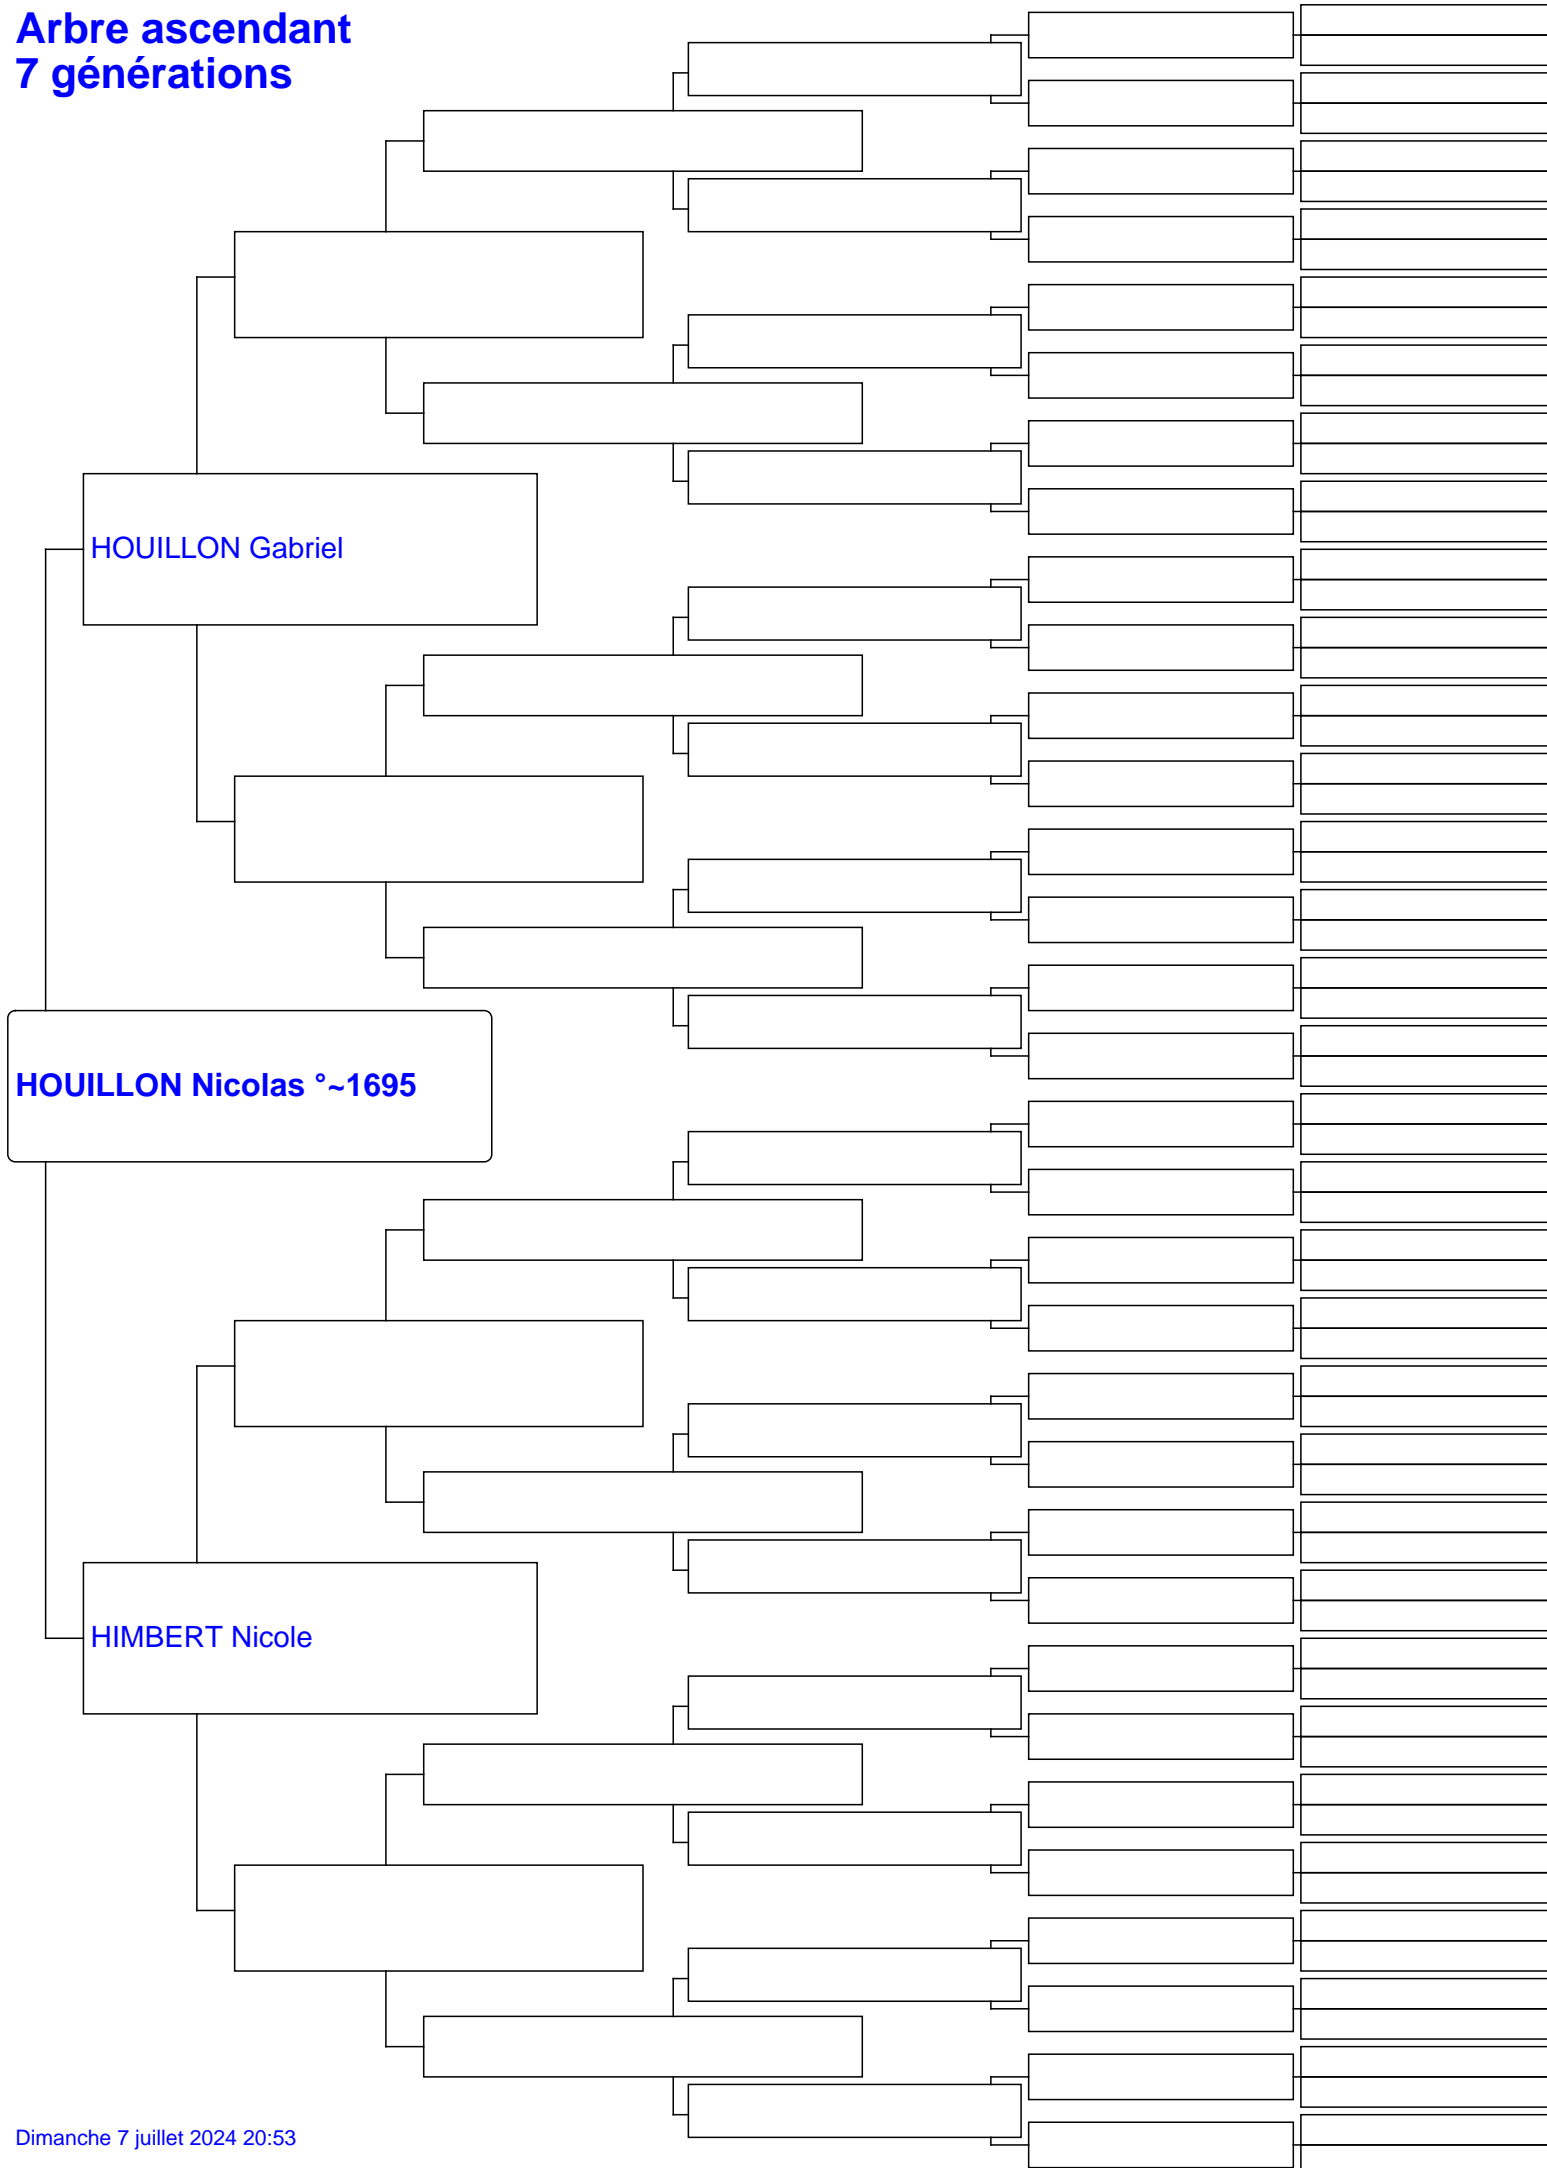 Arbre ascendant
7 générations
HOUILLON Gabriel
HOUILLON Nicolas °~1695
HIMBERT Nicole
Dimanche 7 juillet 2024 20:53